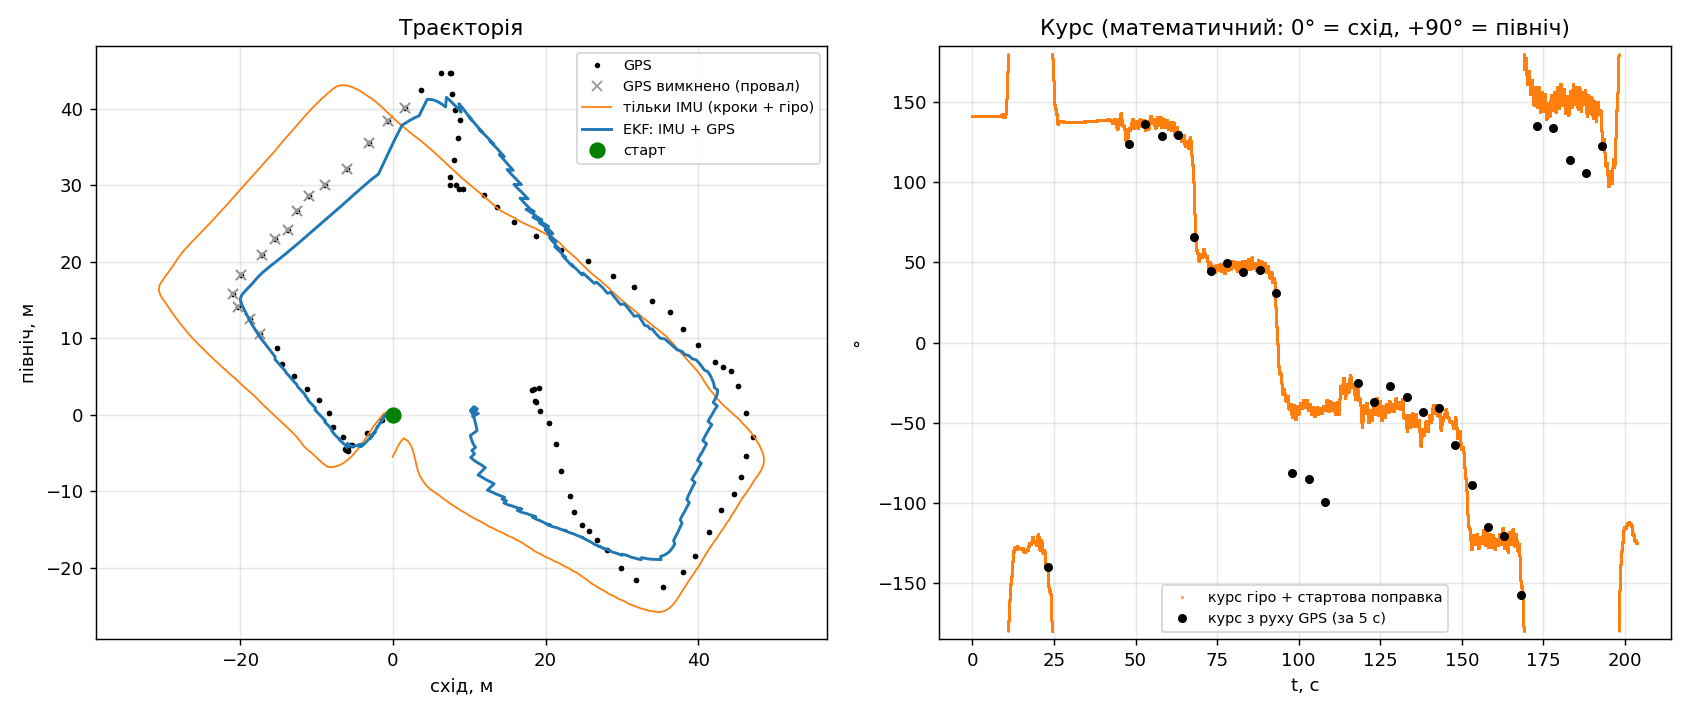 Траєкторія
GPS
GPS вимкнено (провал)
тільки IMU (кроки + гіро)
EKF: IMU + GPS
старт
північ, м
40
30
20
10
0
−10
−20
−20
0
20
40
схід, м
Курс (математичний: 0° = схід, +90° = північ)
°
150
100
50
0
−50
−100
−150
курс гіро + стартова поправка
курс з руху GPS (за 5 с)
0
25
50
75
100
125
150
175
200
t, с